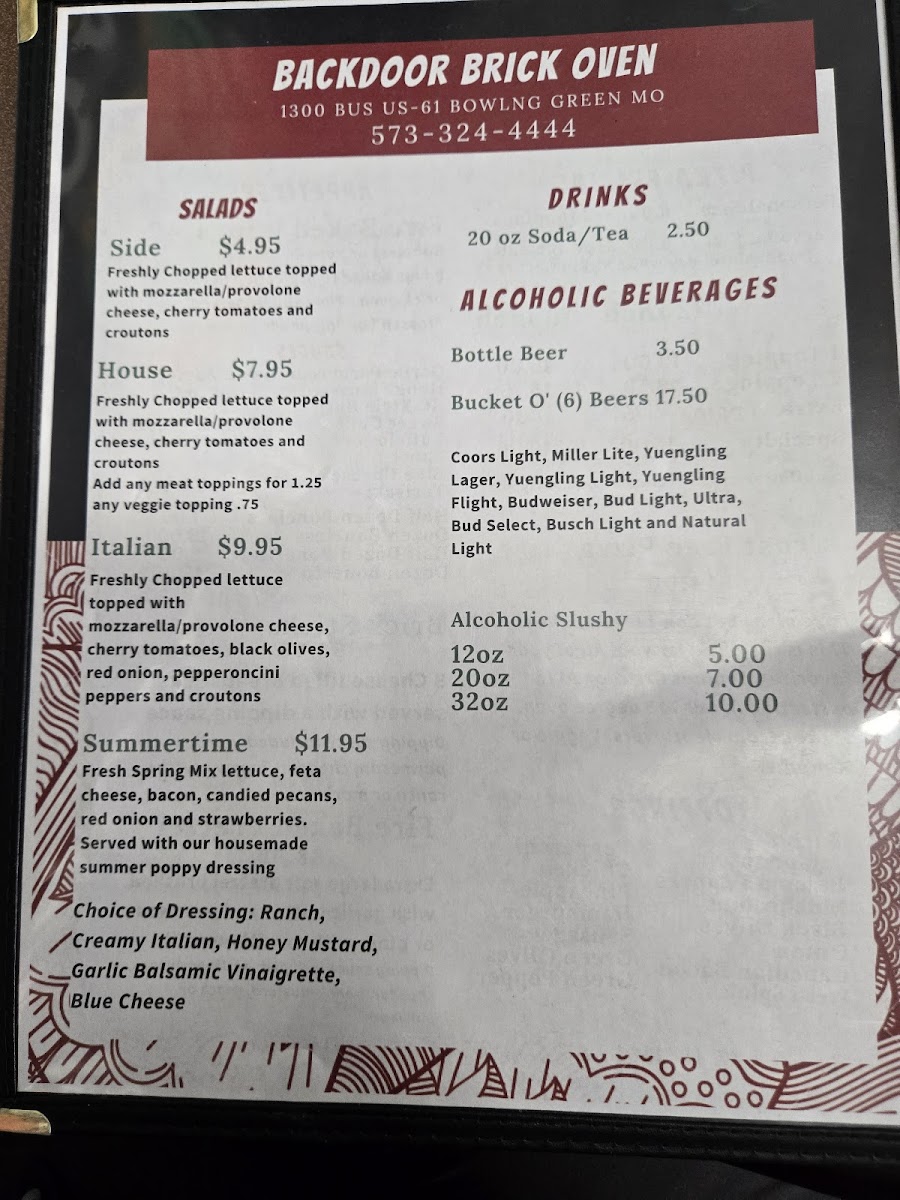 BACKDOOR BRICK OVEN
1300 BUS US-61 BOWLNG GREEN MO
573-324-4444
SALADS
Side $4.95
Freshly Chopped lettuce topped
with mozzarella/provolone
cheese, cherry tomatoes and
croutons
House $7.95
Freshly Chopped lettuce topped
with mozzarella/provolone
cheese, cherry tomatoes and
croutons
Add any meat toppings for 1.25
any veggie topping .75
Italian $9.95
Freshly Chopped lettuce
topped with
mozzarella/provolone cheese,
cherry tomatoes, black olives,
red onion, pepperoncini
peppers and croutons
Summertime $11.95
Fresh Spring Mix lettuce, feta
cheese, bacon, candied pecans,
red onion and strawberries.
Served with our housemade
summer poppy dressing
Choice of Dressing: Ranch,
Creamy Italian, Honey Mustard,
Garlic Balsamic Vinaigrette,
Blue Cheese
DRINKS
20 oz Soda/Tea 2.50
ALCOHOLIC BEVERAGES
Bottle Beer 3.50
Bucket O' (6) Beers 17.50
Coors Light, Miller Lite, Yuengling
Lager, Yuengling Light, Yuengling
Flight, Budweiser, Bud Light, Ultra,
Bud Select, Busch Light and Natural
Light
Alcoholic Slushy
12oz 5.00
20oz 7.00
32oz 10.00